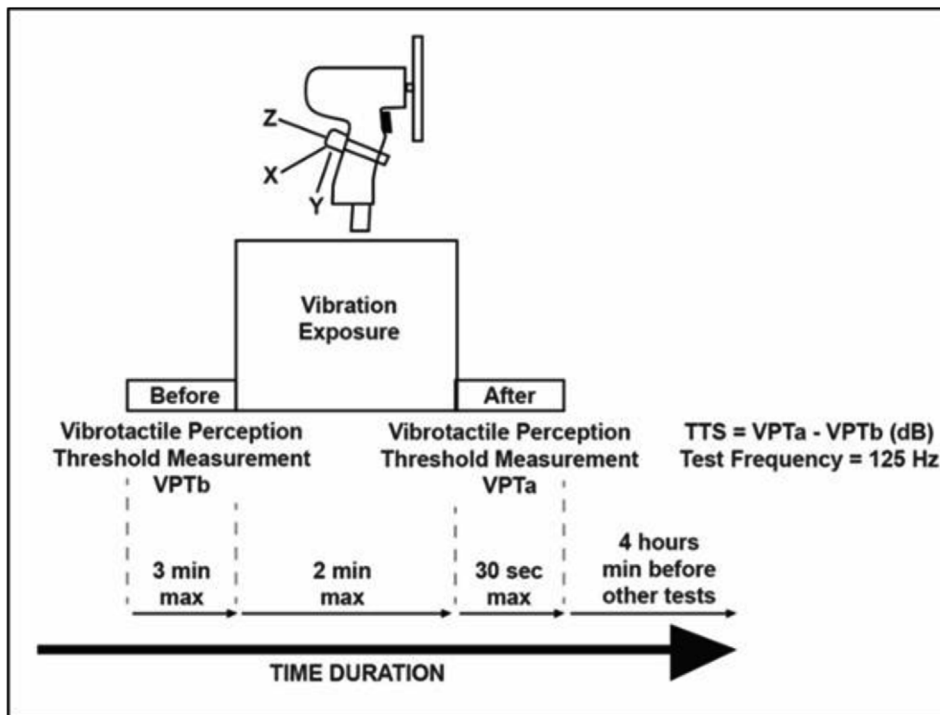 Z
X
Y
Vibration
Exposure
Before
After
Vibrotactile Perception
Threshold Measurement
VPTb
Vibrotactile Perception
Threshold Measurement
VPTa
TTS = VPTa - VPTb (dB)
Test Frequency = 125 Hz
3 min
max
2 min
max
30 sec
max
4 hours
min before
other tests
TIME DURATION